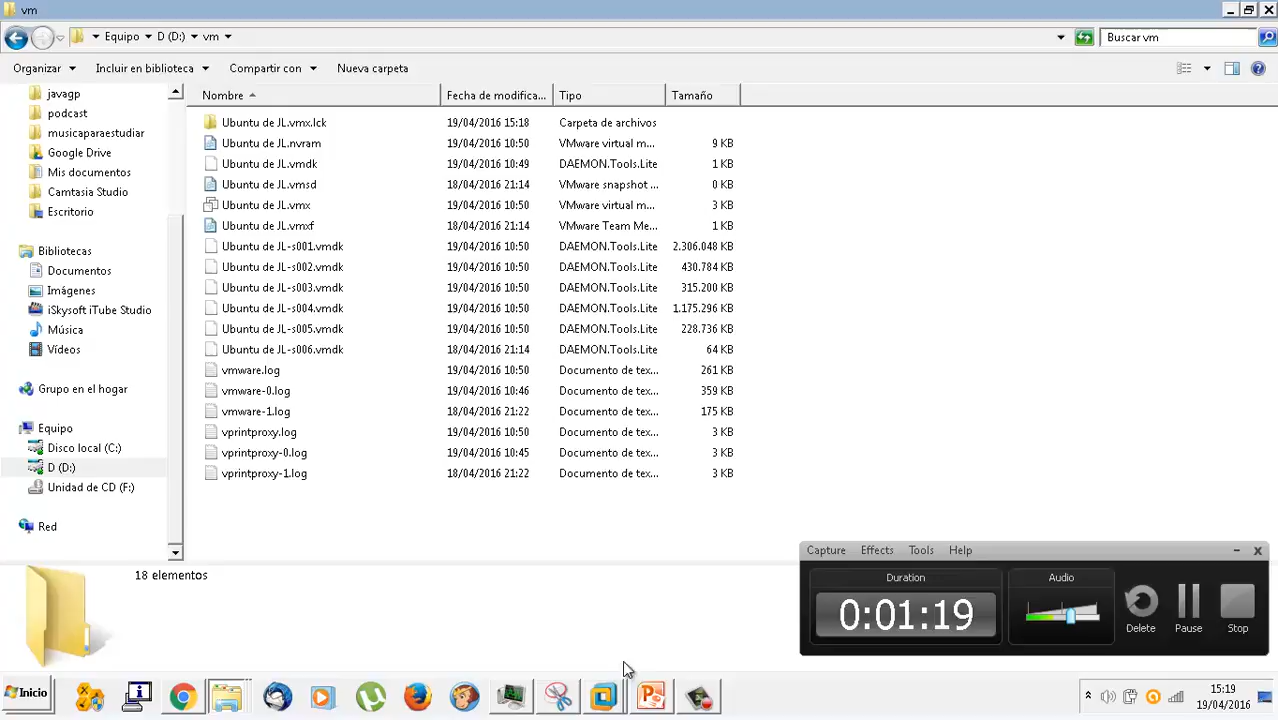 vm
Equipo D (D:) vm Buscar vm
Organizar Incluir en biblioteca Compartir con Nueva carpeta
javagp
podcast
musicaparaestudiar
Google Drive
Mis documentos
Camtasia Studio
Escritorio
Bibliotecas
Documentos
Imágenes
iSkysoft iTube Studio
Música
Vídeos
Grupo en el hogar
Equipo
Disco local (C:)
D (D:)
Unidad de CD (F:)
Red
Nombre Fecha de modifica... Tipo Tamaño
Ubuntu de JL.vmx.lck 19/04/2016 15:18 Carpeta de archivos
Ubuntu de JL.nvram 19/04/2016 10:50 VMware virtual m... 9 KB
Ubuntu de JL.vmdk 19/04/2016 10:49 DAEMON.Tools.Lite 1 KB
Ubuntu de JL.vmsd 18/04/2016 21:14 VMware snapshot ... 0 KB
Ubuntu de JL.vmx 19/04/2016 10:50 VMware virtual m... 3 KB
Ubuntu de JL.vmxf 18/04/2016 21:14 VMware Team Me... 1 KB
Ubuntu de JL-s001.vmdk 19/04/2016 10:50 DAEMON.Tools.Lite 2.306.048 KB
Ubuntu de JL-s002.vmdk 19/04/2016 10:50 DAEMON.Tools.Lite 430.784 KB
Ubuntu de JL-s003.vmdk 19/04/2016 10:50 DAEMON.Tools.Lite 315.200 KB
Ubuntu de JL-s004.vmdk 19/04/2016 10:50 DAEMON.Tools.Lite 1.175.296 KB
Ubuntu de JL-s005.vmdk 19/04/2016 10:50 DAEMON.Tools.Lite 228.736 KB
Ubuntu de JL-s006.vmdk 18/04/2016 21:14 DAEMON.Tools.Lite 64 KB
vmware.log 19/04/2016 10:50 Documento de tex... 261 KB
vmware-0.log 19/04/2016 10:46 Documento de tex... 359 KB
vmware-1.log 18/04/2016 21:22 Documento de tex... 175 KB
vprintproxy.log 19/04/2016 10:50 Documento de tex... 3 KB
vprintproxy-0.log 19/04/2016 10:45 Documento de tex... 3 KB
vprintproxy-1.log 18/04/2016 21:22 Documento de tex... 3 KB
18 elementos
Capture Effects Tools Help
Duration Audio
0:01:19
Delete Pause Stop
Inicio
15:19
19/04/2016